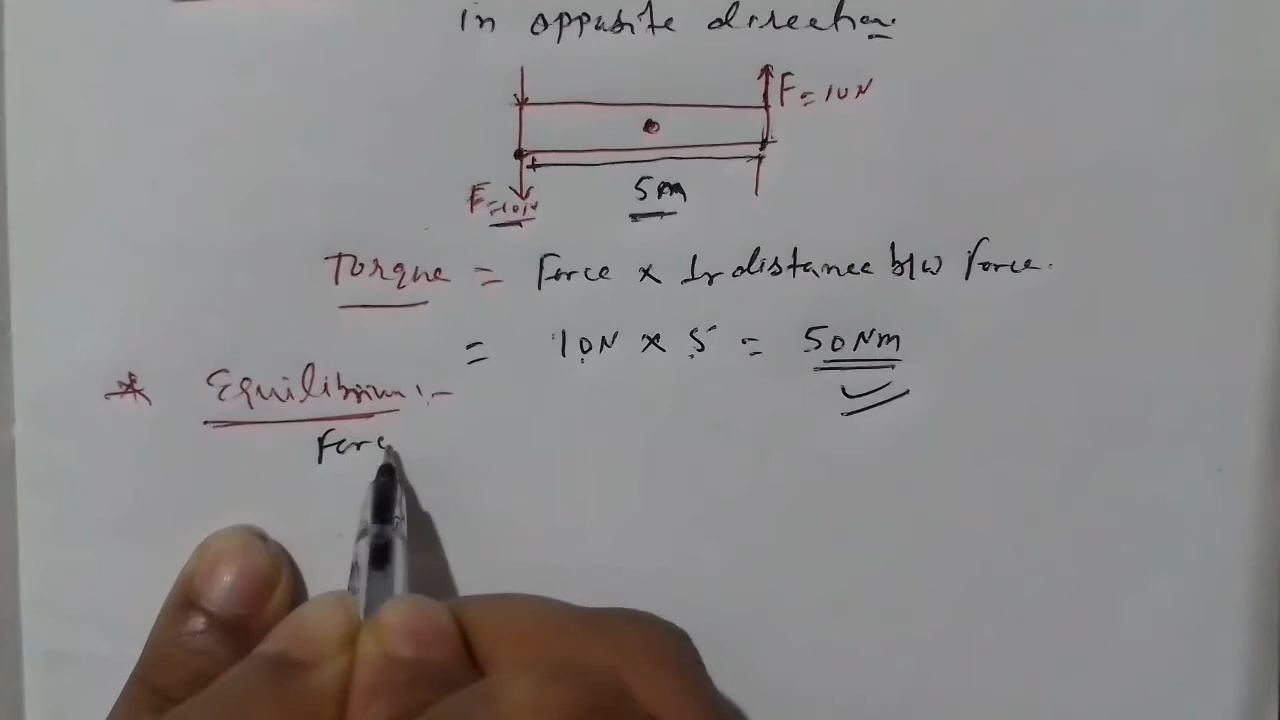 in opposite direction.
F = 10N
5m
F = 10N
Torque = Force x ⊥r distance b/w force.
= 10N x 5 = 50Nm
* Equilibrium :-
Forc